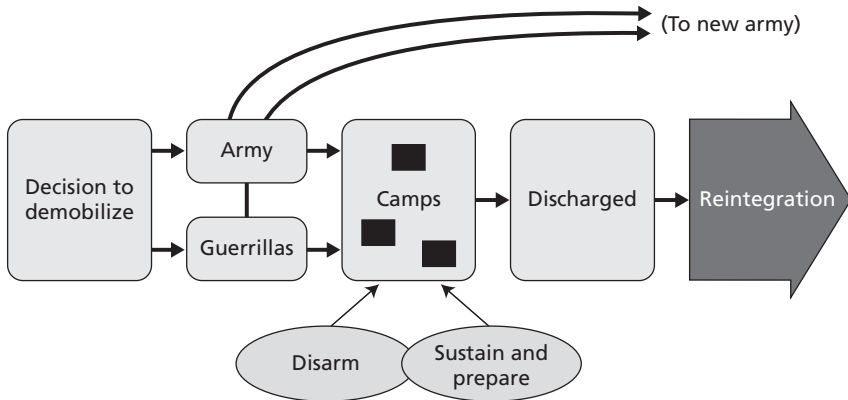 (To new army)
Decision to
demobilize
Army
Guerrillas
Camps
Discharged
Reintegration
Disarm
Sustain and
prepare